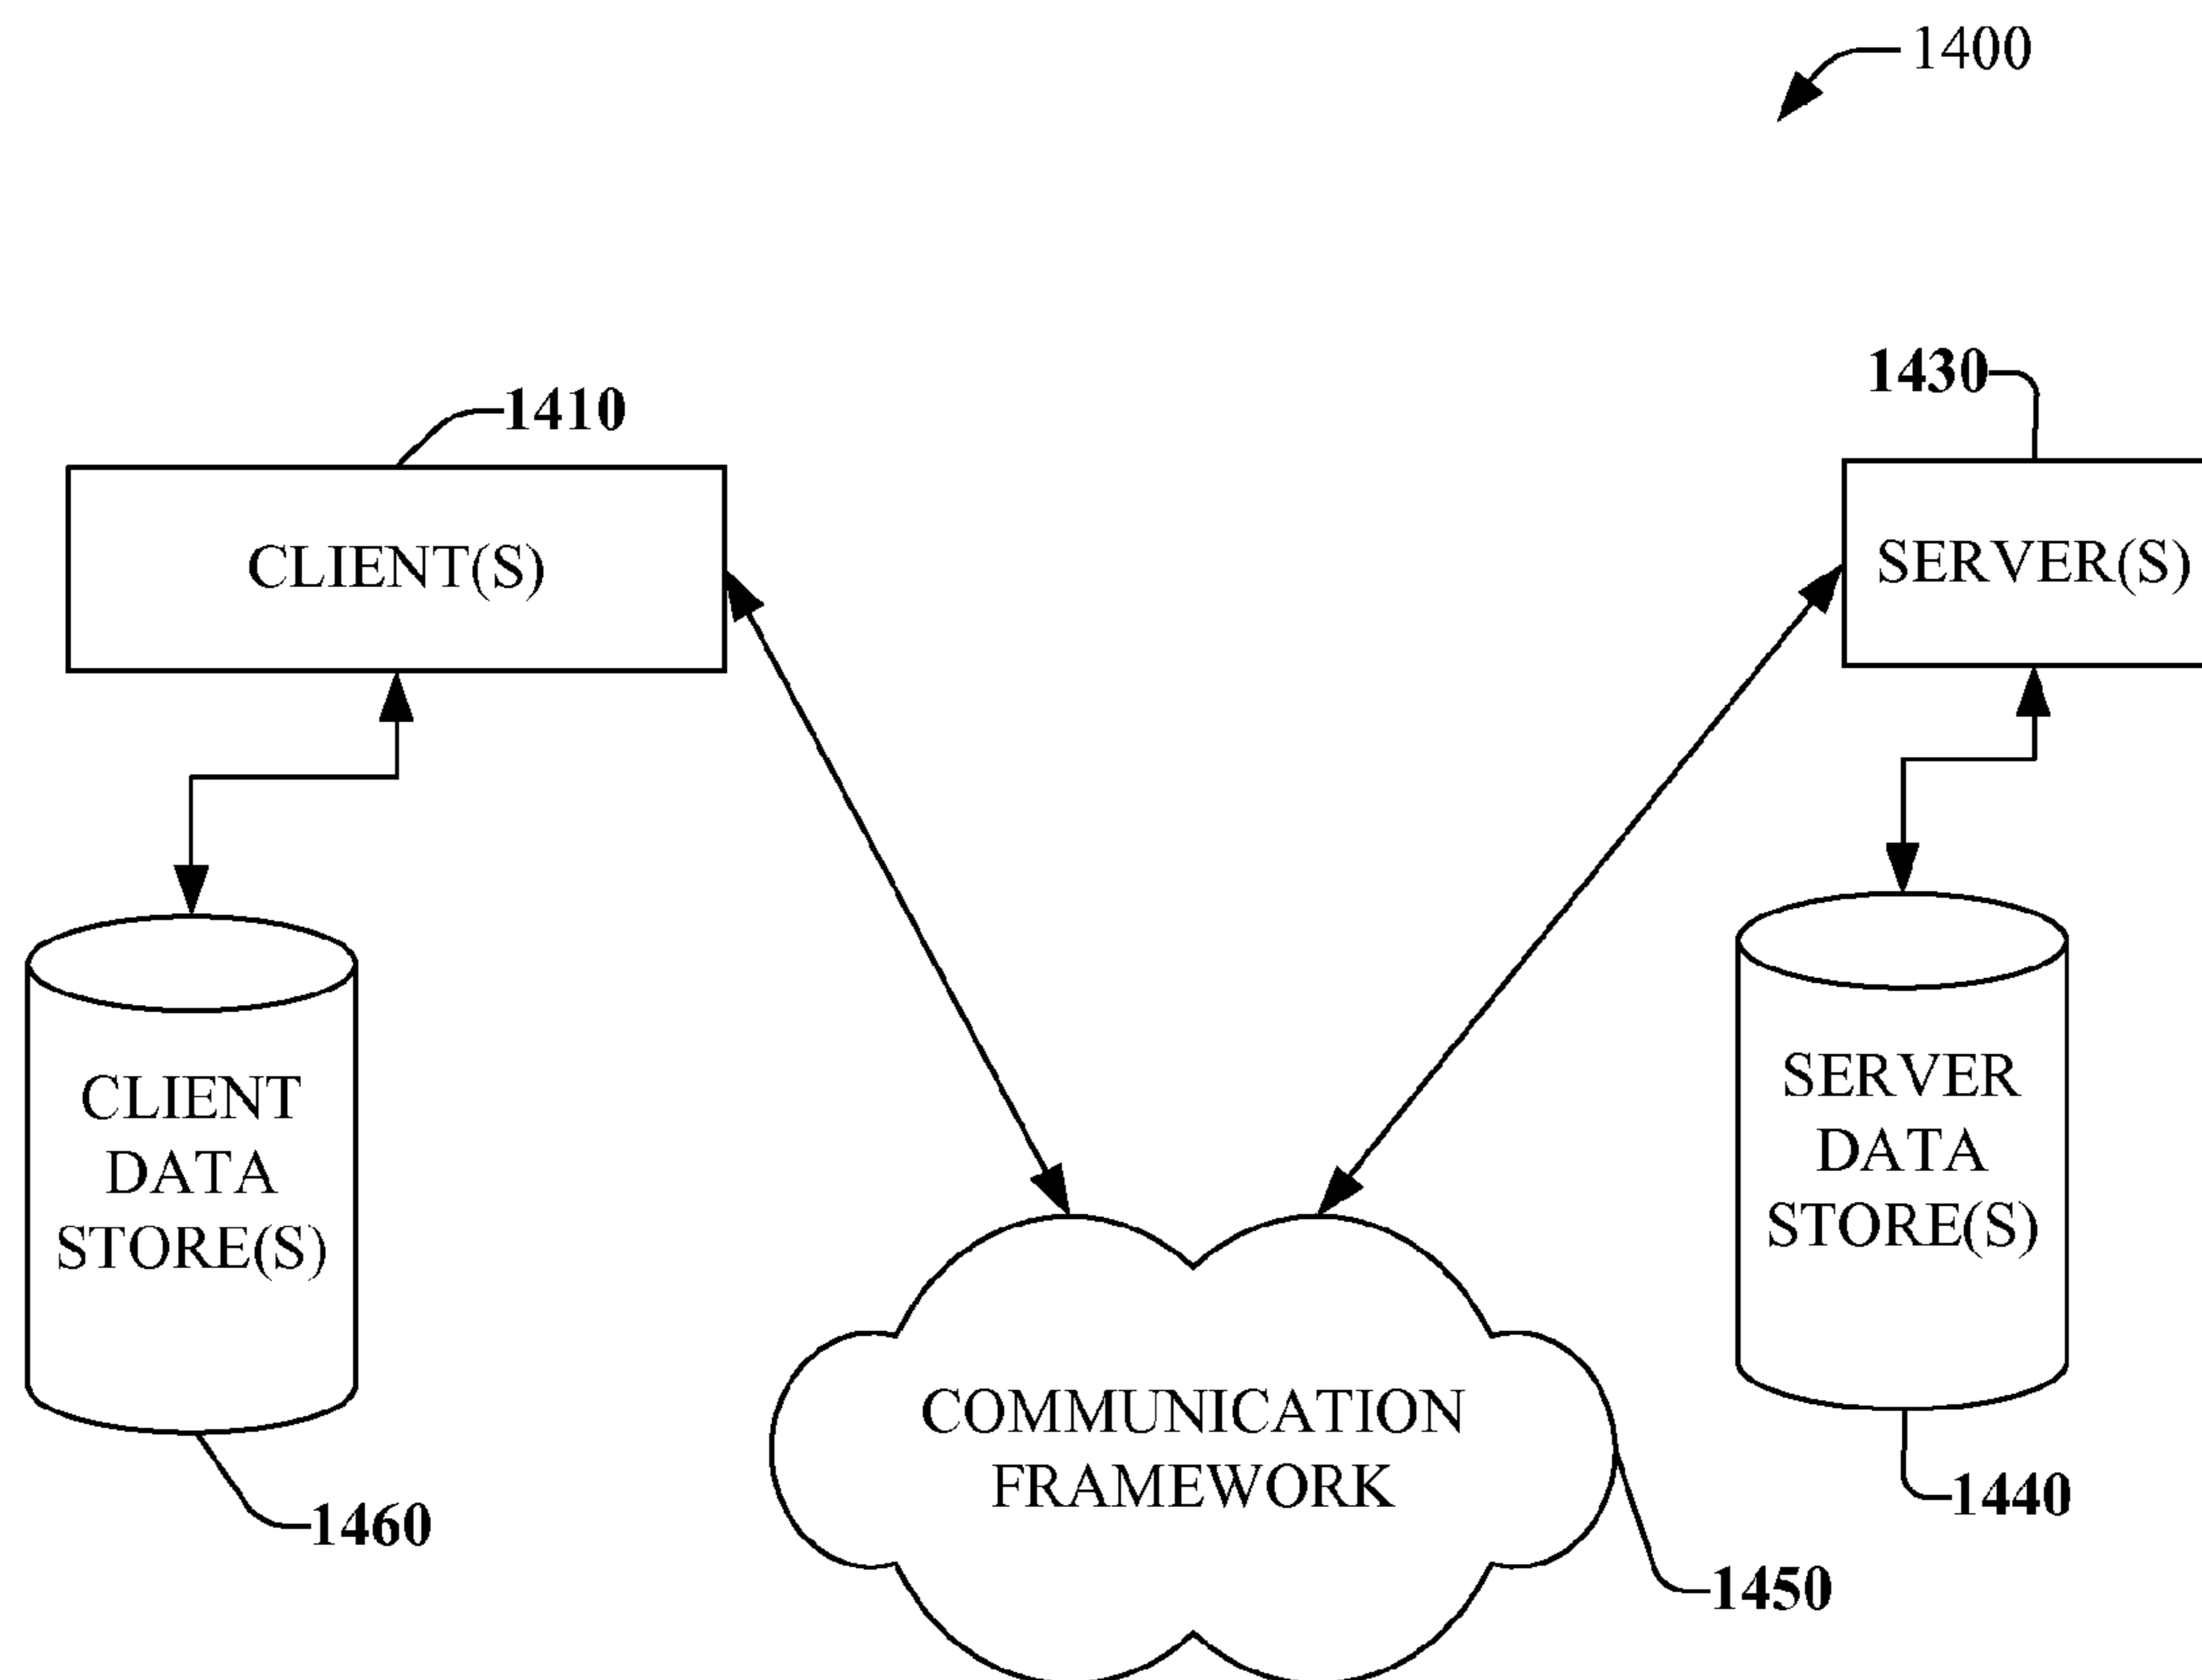 1400
1410
1430
CLIENT(S)
SERVER(S)
CLIENT
DATA
STORE(S)
SERVER
DATA
STORE(S)
COMMUNICATION
FRAMEWORK
1460
1440
1450